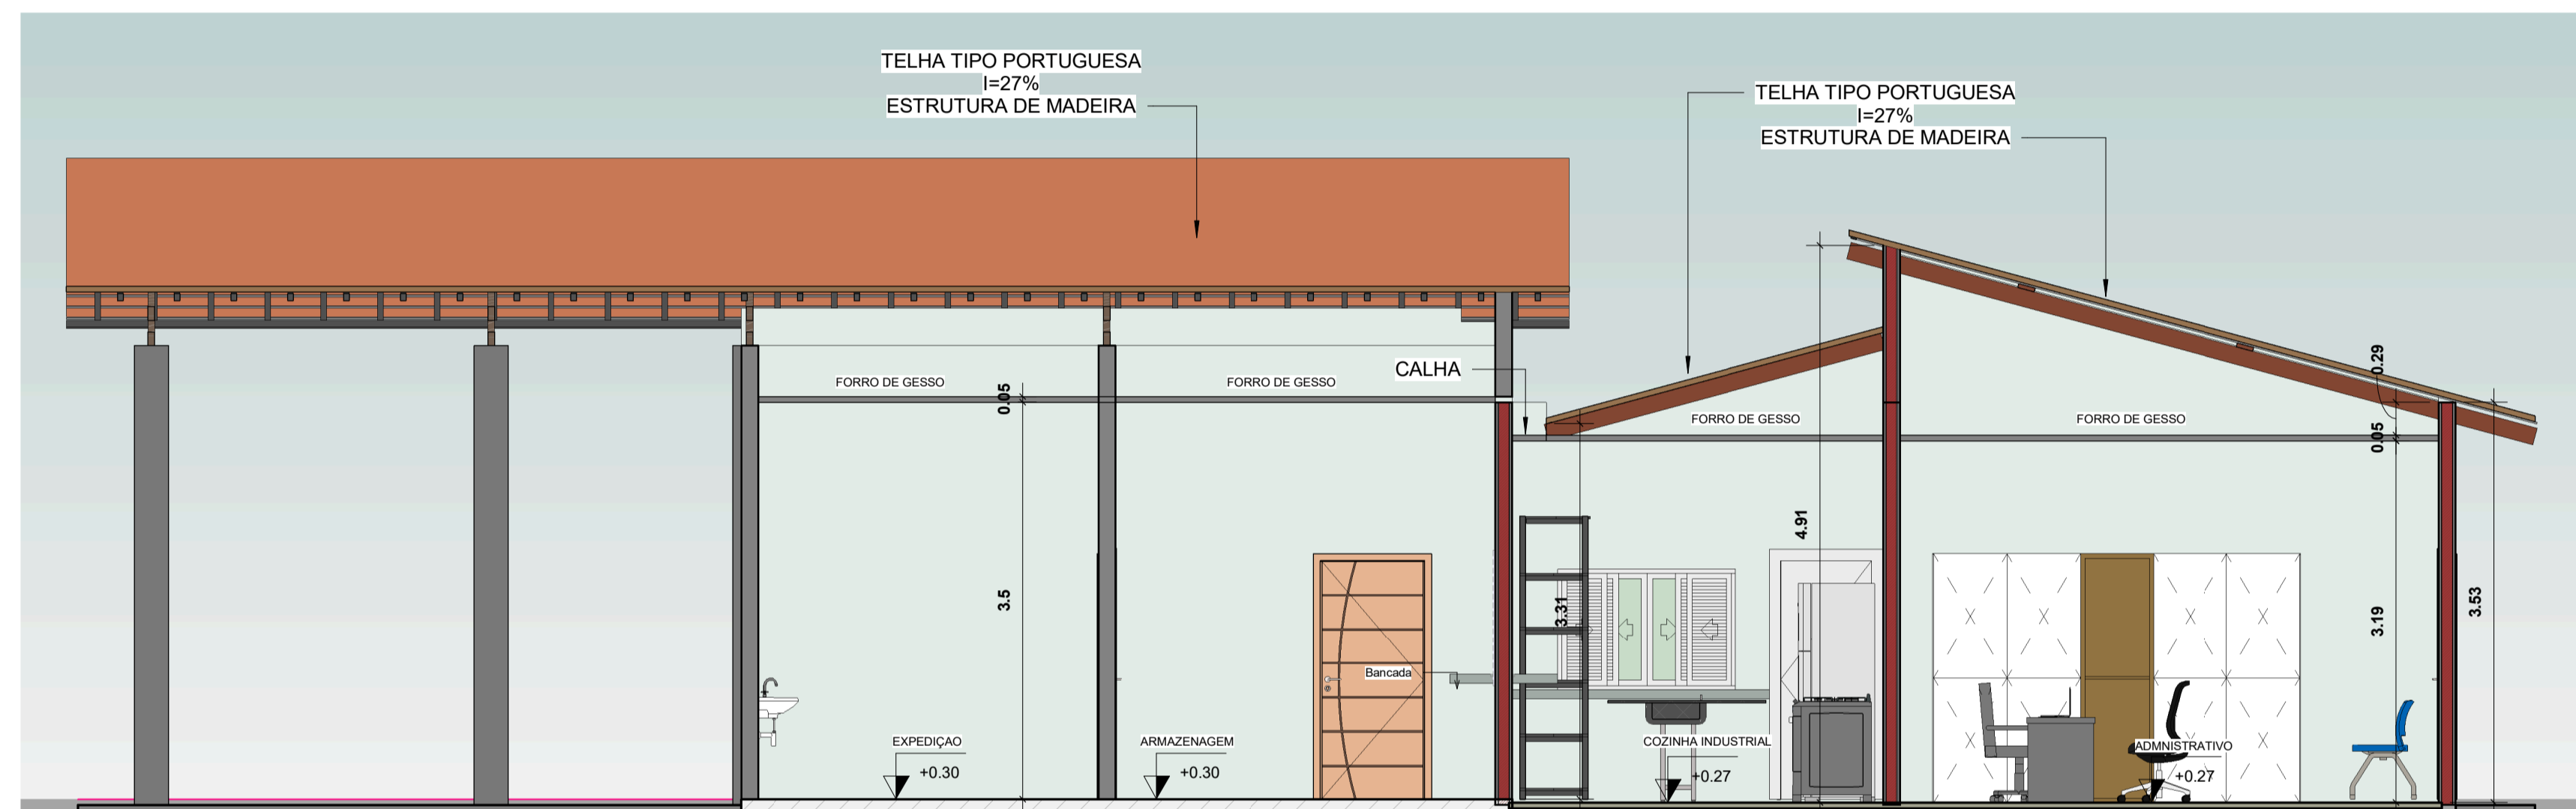 TELHA TIPO PORTUGUESA
I=27%
ESTRUTURA DE MADEIRA
TELHA TIPO PORTUGUESA
I=27%
ESTRUTURA DE MADEIRA
FORRO DE GESSO
0.05
FORRO DE GESSO
CALHA
FORRO DE GESSO
FORRO DE GESSO
0.29
0.05
4.91
3.5
3.31
3.19
3.53
Bancada
EXPEDIÇAO
+0.30
ARMAZENAGEM
+0.30
COZINHA INDUSTRIAL
+0.27
ADMNISTRATIVO
+0.27